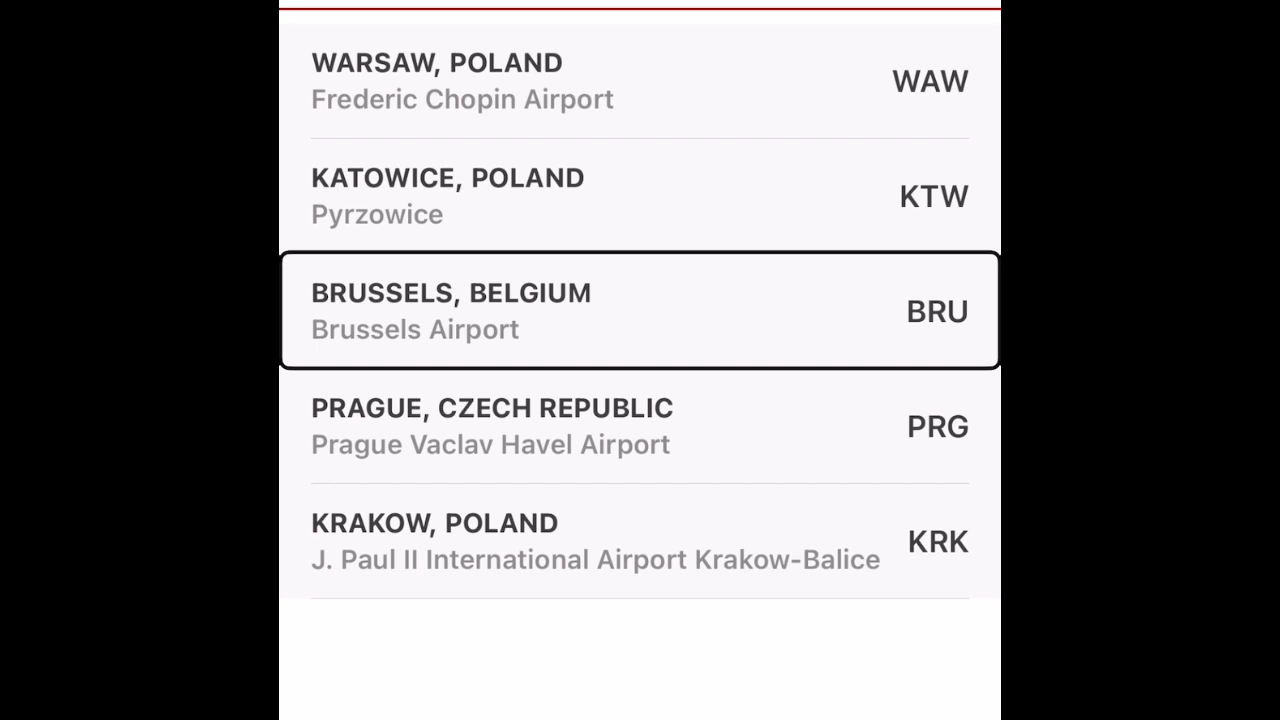 WARSAW, POLAND
Frederic Chopin Airport
WAW
KATOWICE, POLAND
Pyrzowice
KTW
BRUSSELS, BELGIUM
Brussels Airport
BRU
PRAGUE, CZECH REPUBLIC
Prague Vaclav Havel Airport
PRG
KRAKOW, POLAND
J. Paul II International Airport Krakow-Balice
KRK